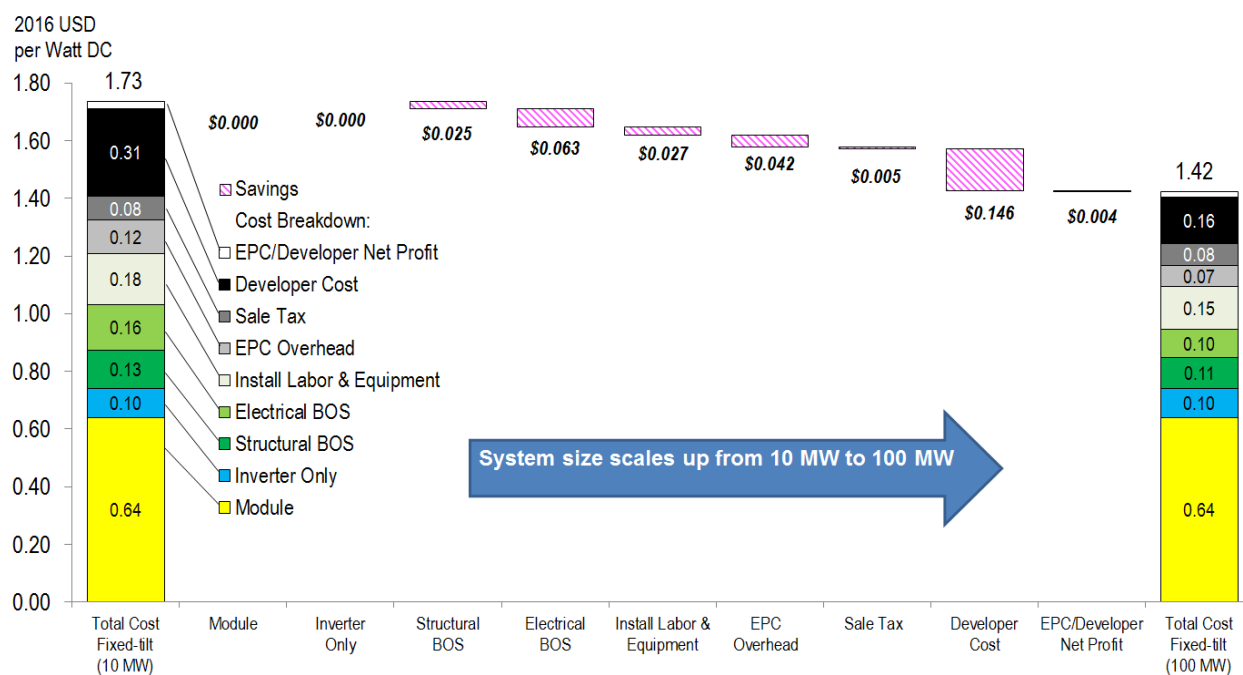 2016 USD
per Watt DC
1.80
1.60
1.40
1.20
1.00
0.80
0.60
0.40
0.20
0.00
1.73
0.31
0.08
0.12
0.18
0.16
0.13
0.10
0.64
$0.000
$0.000
$0.025
$0.063
$0.027
$0.042
$0.005
$0.146
$0.004
Savings
Cost Breakdown:
EPC/Developer Net Profit
Developer Cost
Sale Tax
EPC Overhead
Install Labor & Equipment
Electrical BOS
Structural BOS
Inverter Only
Module
System size scales up from 10 MW to 100 MW
1.42
0.16
0.08
0.07
0.15
0.10
0.11
0.10
0.64
Total Cost
Fixed-tilt
(10 MW)
Module
Inverter
Only
Structural
BOS
Electrical
BOS
Install Labor &
Equipment
EPC
Overhead
Sale Tax
Developer
Cost
EPC/Developer
Net Profit
Total Cost
Fixed-tilt
(100 MW)